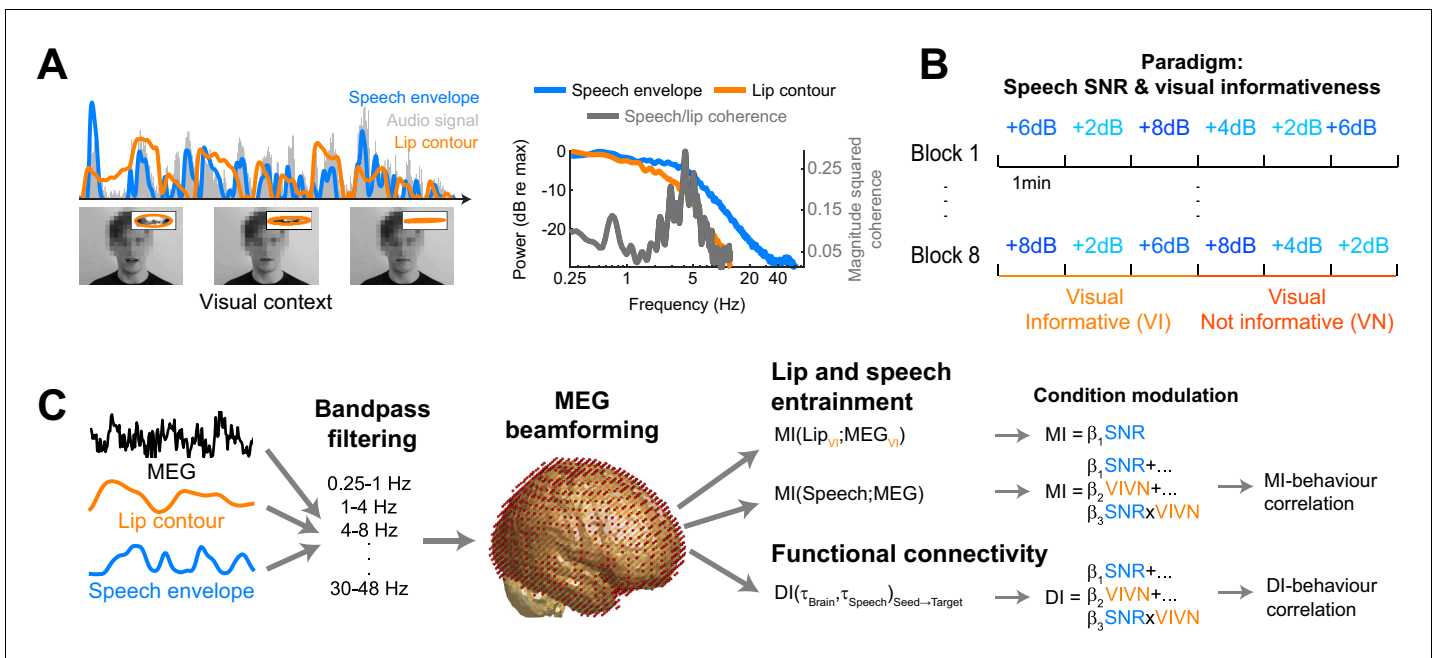 A
Speech envelope
Audio signal
Lip contour
Visual context
Speech envelope Lip contour
Speech/lip coherence
Power (dB re max)
0
-10
-20
0.25 1 5 20 40
Frequency (Hz)
0.25
0.15
0.05
Magnitude squared
coherence
B
Paradigm:
Speech SNR & visual informativeness
+6dB +2dB +8dB +4dB +2dB +6dB
Block 1
1min
Block 8
+8dB +2dB +6dB +8dB +4dB +2dB
Visual
Informative (VI)
Visual
Not informative (VN)
C
MEG
Lip contour
Speech envelope
Bandpass
filtering
0.25-1 Hz
1-4 Hz
4-8 Hz
.
.
.
30-48 Hz
MEG
beamforming
Lip and speech
entrainment
MI(Lip_VI;MEG_VI)
MI(Speech;MEG)
Functional connectivity
DI(τ_Brain,τ_Speech)_Seed→Target
Condition modulation
MI = β₁SNR
β₁SNR+...
MI = β₂VIVN+...
β₃SNRxVIVN
MI-behaviour
correlation
β₁SNR+...
DI = β₂VIVN+...
β₃SNRxVIVN
DI-behaviour
correlation